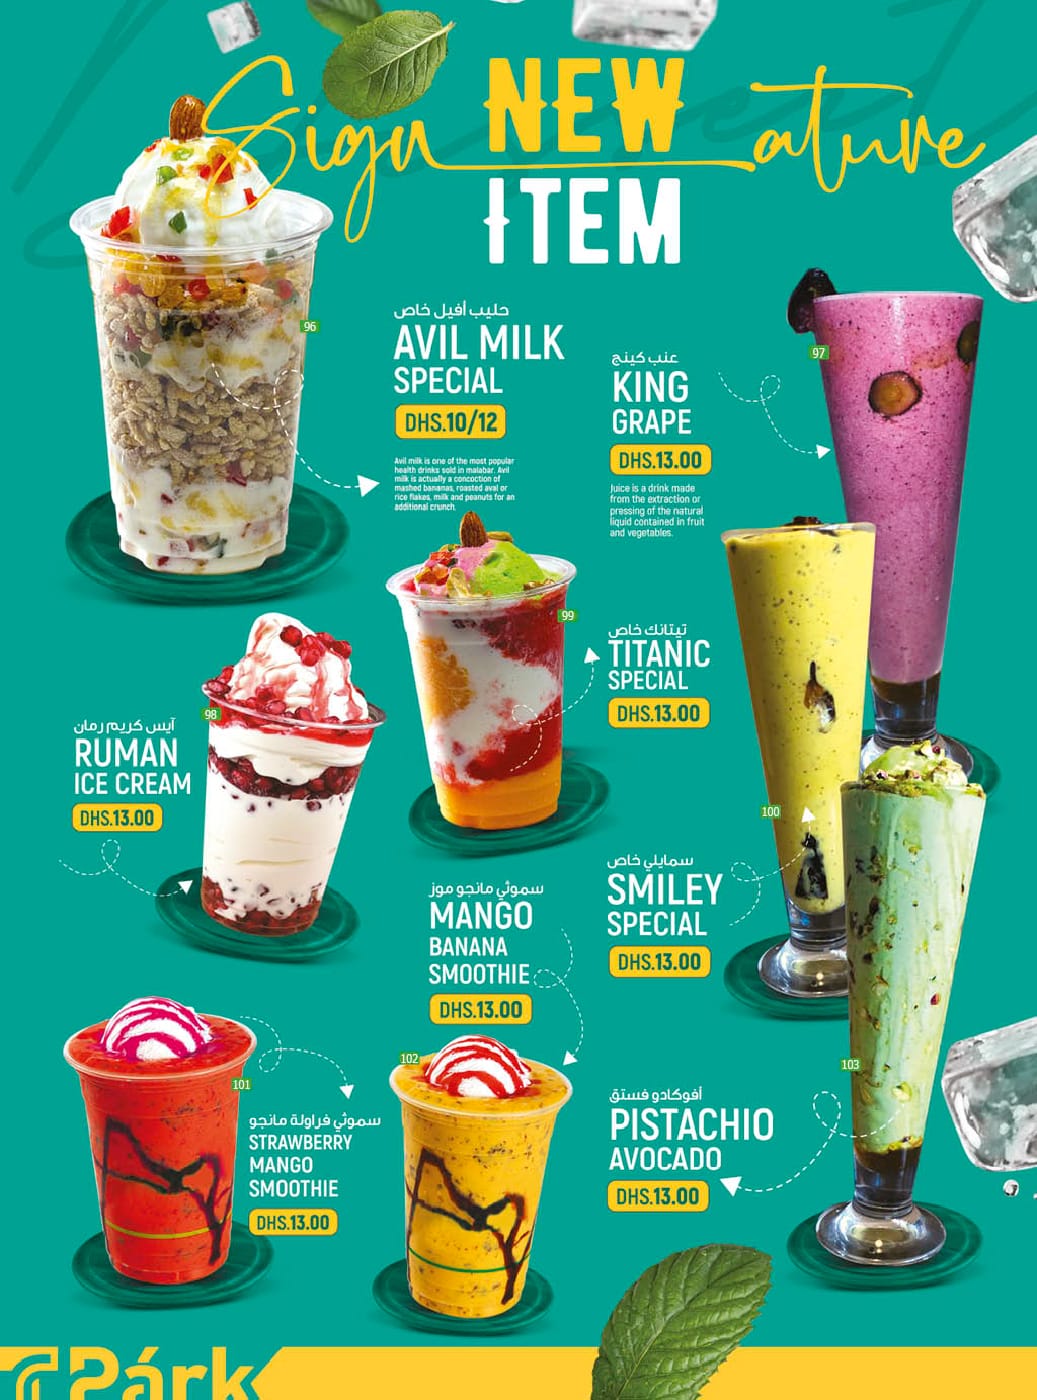 Signature
NEW
ITEM
96
حليب أفيل خاص
AVIL MILK
SPECIAL
DHS.10/12
Avil milk is one of the most popular
health drinks sold in malabar. Avil
milk is actually a concoction of
mashed bananas, roasted aval or
rice flakes, milk and peanuts for an
additional crunch.
97
عنب كينج
KING
GRAPE
DHS.13.00
Juice is a drink made
from the extraction or
pressing of the natural
liquid contained in fruit
and vegetables.
98
آيس كريم رمان
RUMAN
ICE CREAM
DHS.13.00
99
تيتانك خاص
TITANIC
SPECIAL
DHS.13.00
100
سمايلي خاص
SMILEY
SPECIAL
DHS.13.00
101
سموثي فراولة مانجو
STRAWBERRY
MANGO
SMOOTHIE
DHS.13.00
102
سموثي مانجو موز
MANGO
BANANA
SMOOTHIE
DHS.13.00
103
أفوكادو فستق
PISTACHIO
AVOCADO
DHS.13.00
Párk